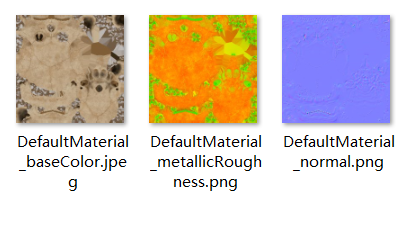 DefaultMaterial
_baseColor.jpe
g
DefaultMaterial
_metallicRough
ness.png
DefaultMaterial
_normal.png